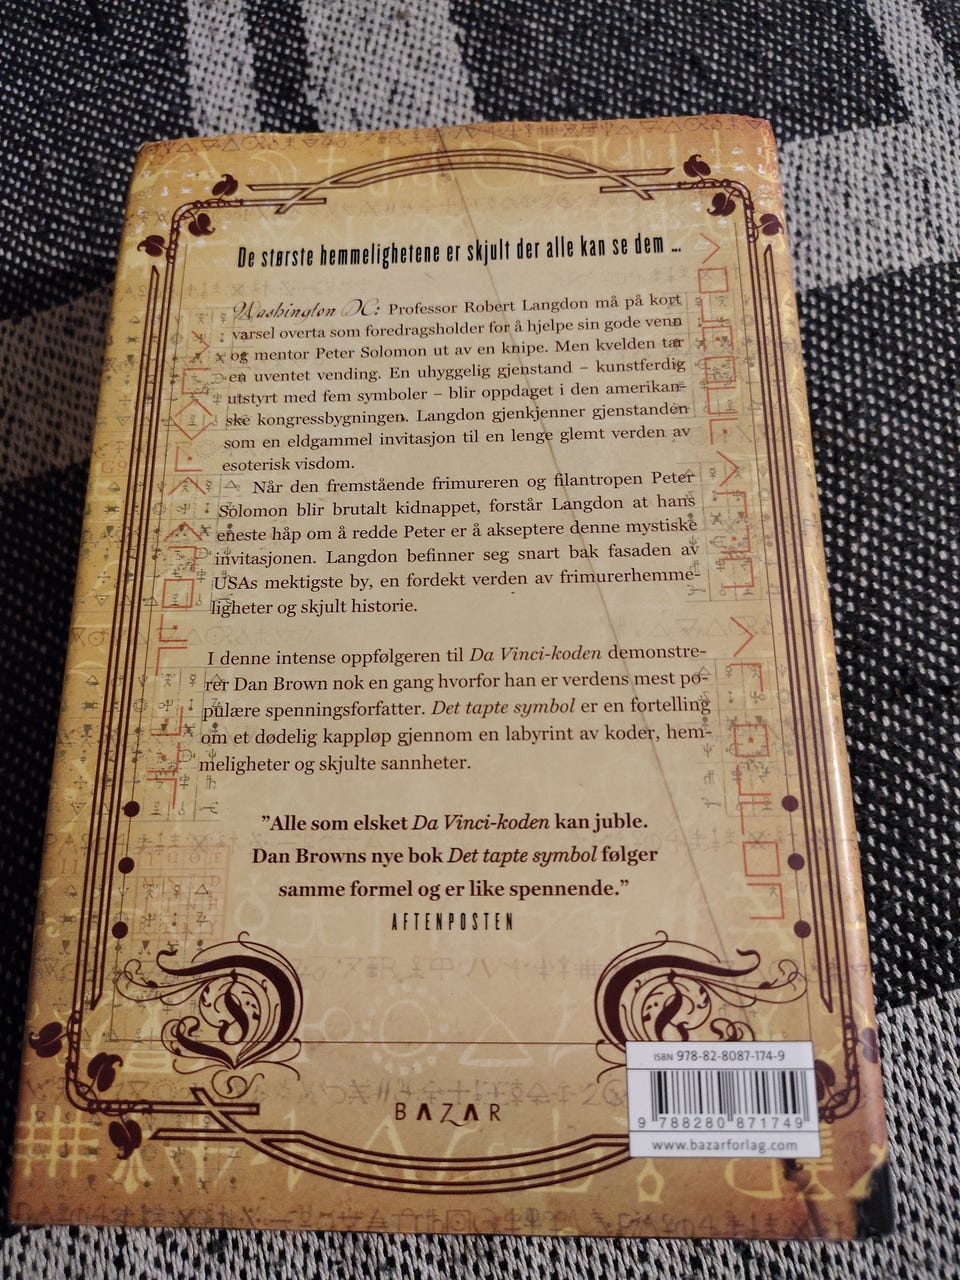 De største hemmelighetene er skjult der alle kan se dem ...
Washington DC: Professor Robert Langdon må på kort
varsel overta som foredragsholder for å hjelpe sin gode venn
og mentor Peter Solomon ut av en knipe. Men kvelden tar
en uventet vending. En uhyggelig gjenstand – kunstferdig
utstyrt med fem symboler – blir oppdaget i den amerikan-
ske kongressbygningen. Langdon gjenkjenner gjenstanden
som en eldgammel invitasjon til en lenge glemt verden av
esoterisk visdom.
Når den fremstående frimureren og filantropen Peter
Solomon blir brutalt kidnappet, forstår Langdon at hans
eneste håp om å redde Peter er å akseptere denne mystiske
invitasjonen. Langdon befinner seg snart bak fasaden av
USAs mektigste by, en fordekt verden av frimurerhemme-
ligheter og skjult historie.
I denne intense oppfølgeren til Da Vinci-koden demonstre-
rer Dan Brown nok en gang hvorfor han er verdens mest po-
pulære spenningsforfatter. Det tapte symbol er en fortelling
om et dødelig kappløp gjennom en labyrint av koder, hem-
meligheter og skjulte sannheter.
”Alle som elsket Da Vinci-koden kan juble.
Dan Browns nye bok Det tapte symbol følger
samme formel og er like spennende.”
AFTENPOSTEN
BAZAR
ISBN 978-82-8087-174-9
9 788280 871749
www.bazarforlag.com